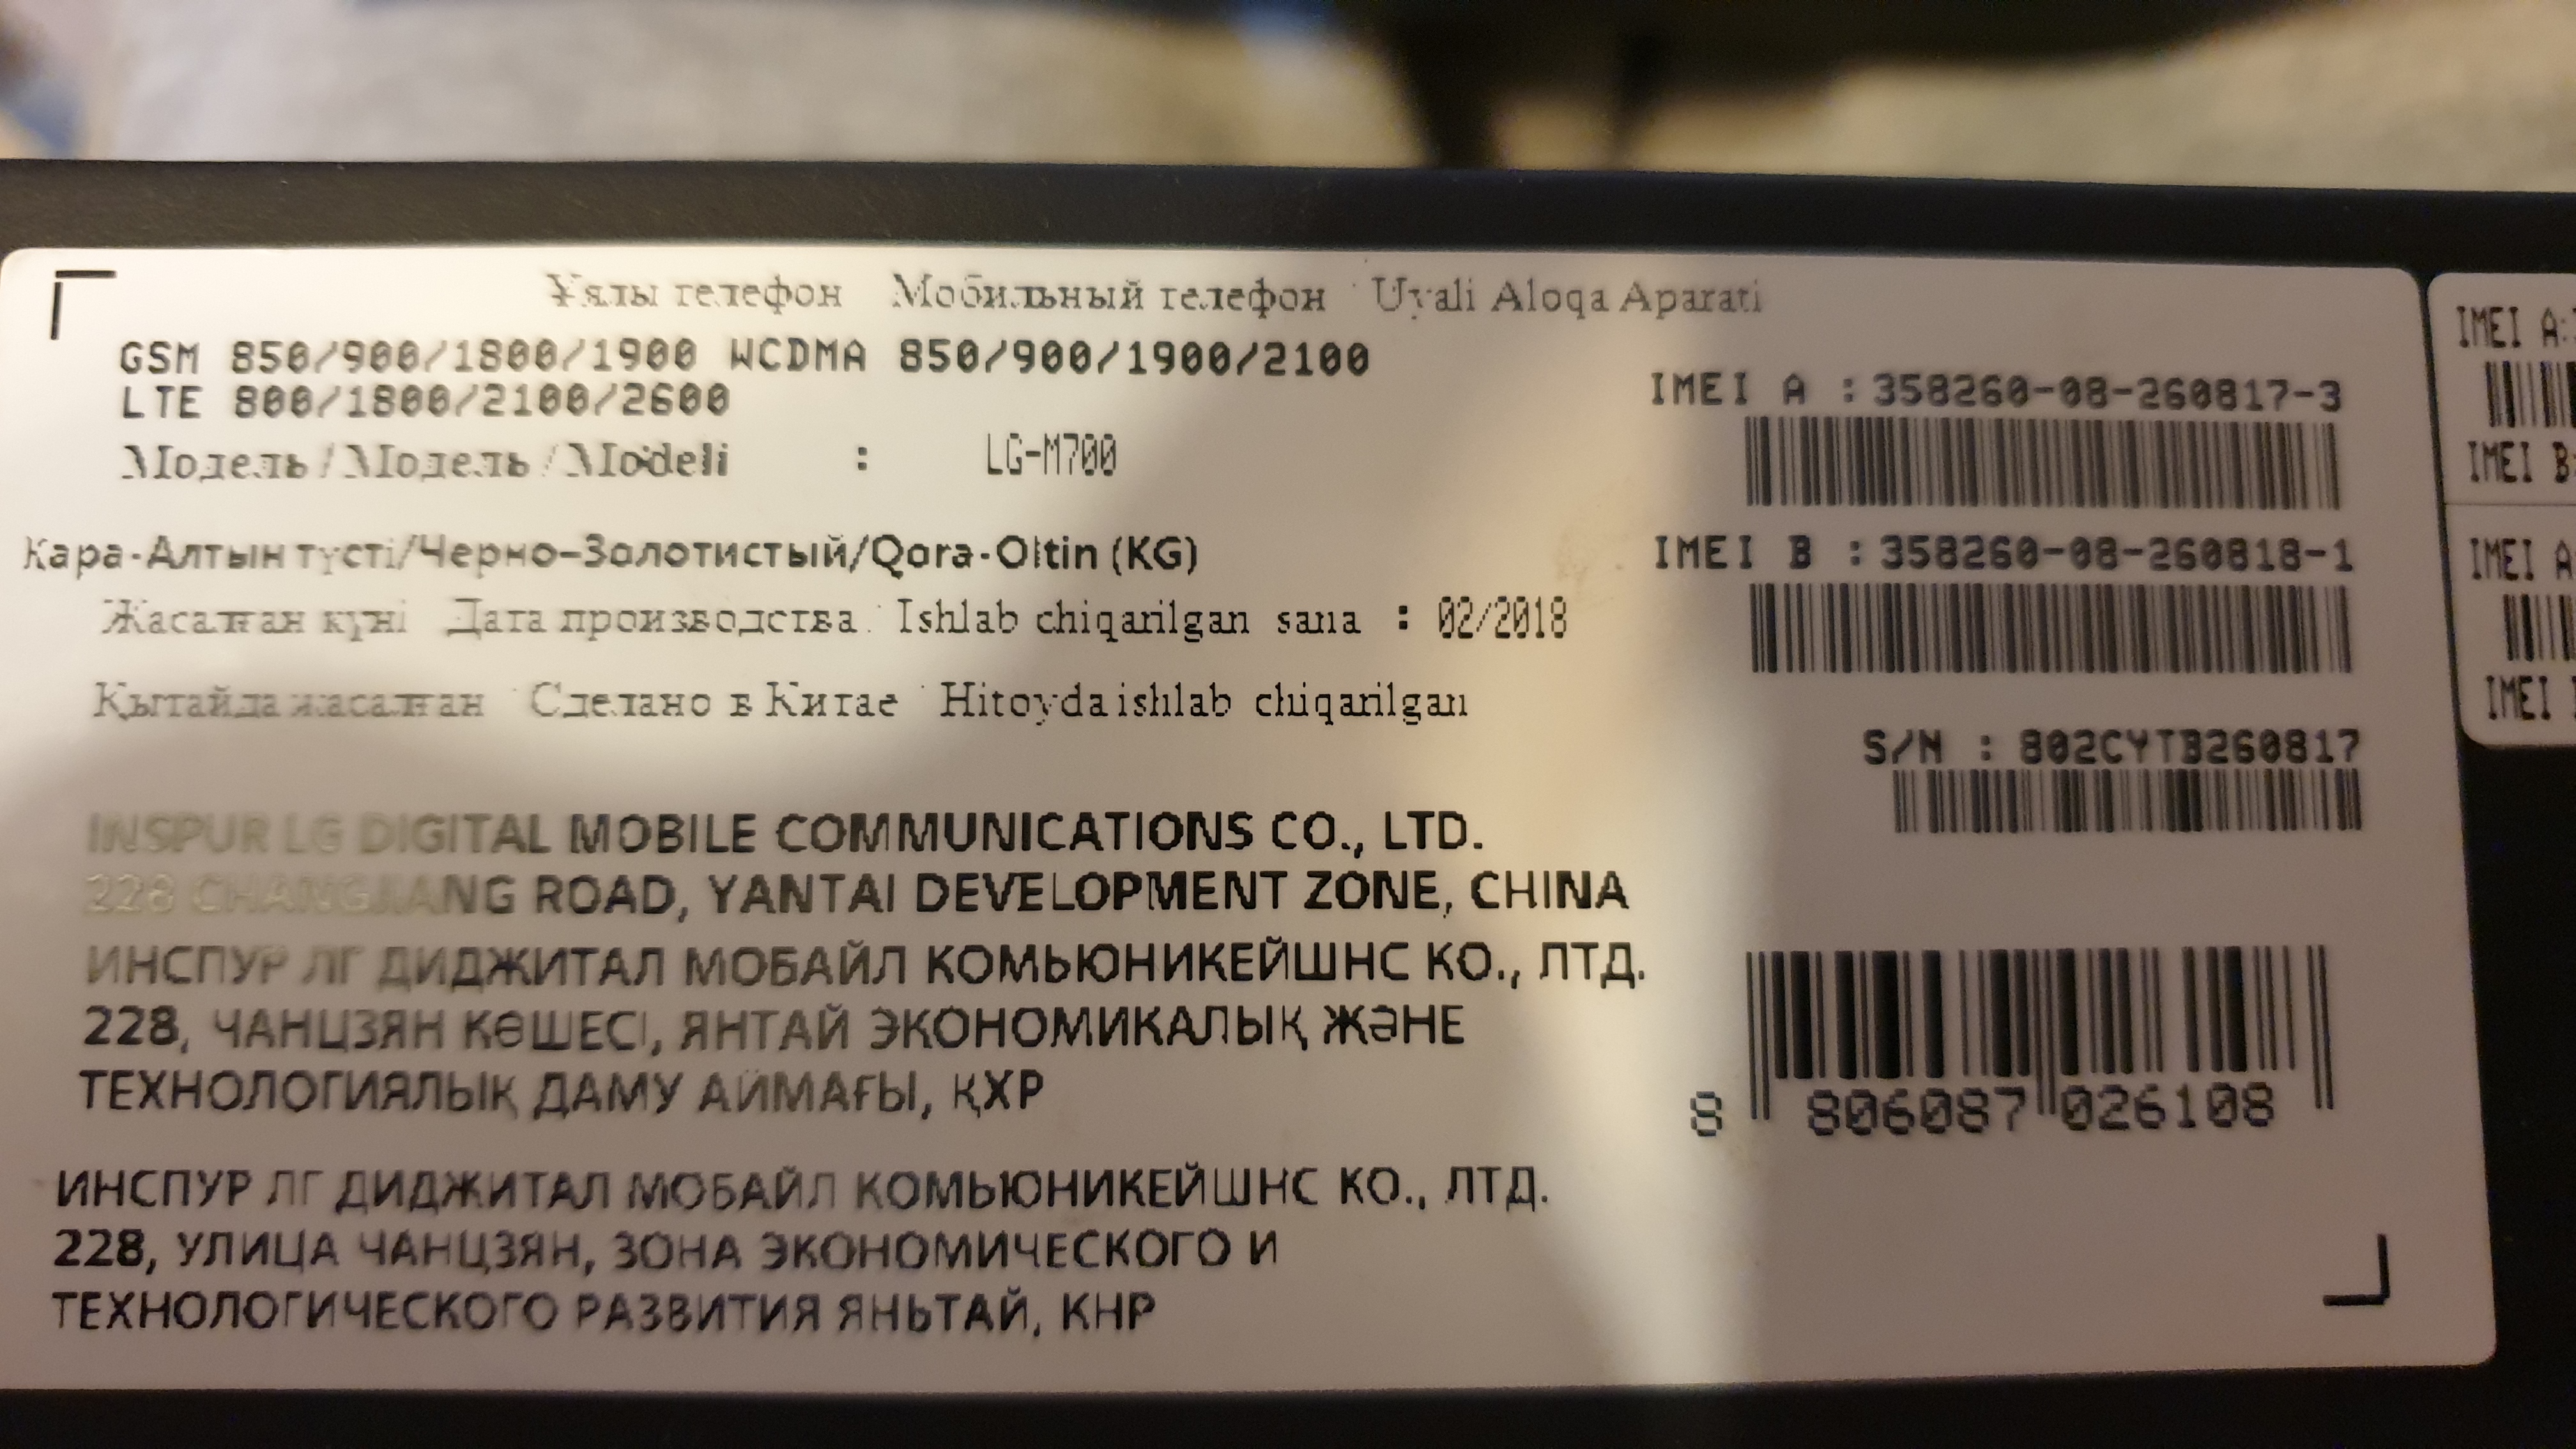 Ұялы телефон Мобильный телефон Uyali Aloqa Aparati
GSM 850/900/1800/1900 WCDMA 850/900/1900/2100
LTE 800/1800/2100/2600
Модель / Модель / Modeli : LG-M700
Қара-Алтын түсті/Черно-Золотистый/Qora-Oltin (KG)
Жасалған күні Дата производства Ishlab chiqarilgan sana : 02/2018
Қытайда жасалған Сделано в Китае Hitoyda ishlab chiqarilgan
INSPUR LG DIGITAL MOBILE COMMUNICATIONS CO., LTD.
228 CHANGJIANG ROAD, YANTAI DEVELOPMENT ZONE, CHINA
ИНСПУР ЛГ ДИДЖИТАЛ МОБАЙЛ КОМЬЮНИКЕЙШНС КО., ЛТД.
228, ЧАНЦЗЯН КӨШЕСІ, ЯНТАЙ ЭКОНОМИКАЛЫҚ ЖӘНЕ
ТЕХНОЛОГИЯЛЫҚ ДАМУ АЙМАҒЫ, ҚХР
ИНСПУР ЛГ ДИДЖИТАЛ МОБАЙЛ КОМЬЮНИКЕЙШНС КО., ЛТД.
228, УЛИЦА ЧАНЦЗЯН, ЗОНА ЭКОНОМИЧЕСКОГО И
ТЕХНОЛОГИЧЕСКОГО РАЗВИТИЯ ЯНЬТАЙ, КНР
IMEI A : 358260-08-260817-3
IMEI B : 358260-08-260818-1
S/N : 802CYTB260817
8 806087 026108
IMEI A:
IMEI B:
IMEI A
IMEI